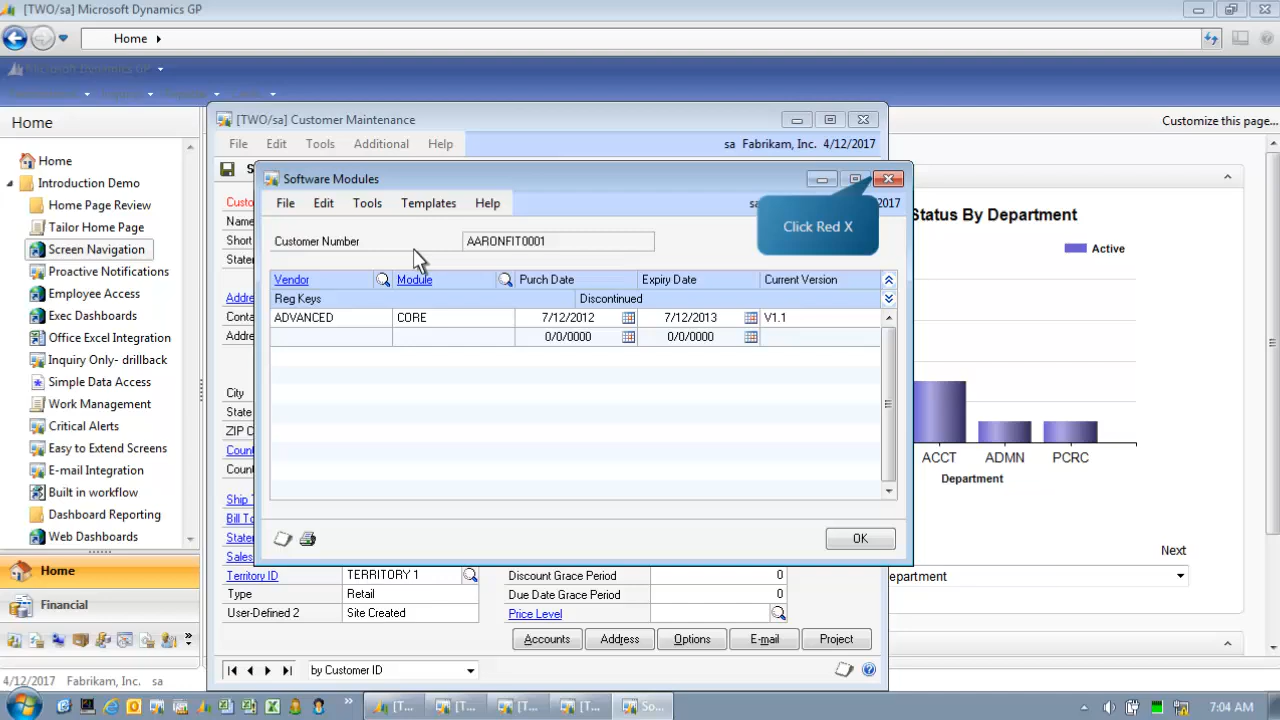 [TWO/sa] Microsoft Dynamics GP
Home
Microsoft Dynamics GP
Home
Customize this page...
Home
Introduction Demo
Home Page Review
Tailor Home Page
Screen Navigation
Prospective Notifications
Employee Access
Exec Dashboards
Office Excel Integration
Inquiry Only- drillback
Simple Data Access
Work Management
Critical Alerts
Easy to Extend Screens
E-mail Integration
Built in workflow
Dashboard Reporting
Web Dashboards
Home
Financial
4/12/2017 Fabrikam, Inc. sa
[TWO/sa] Customer Maintenance
File Edit Tools Additional Help
sa Fabrikam, Inc. 4/12/2017
Name
Short
City
State
ZIP C
Ship T
Territory ID TERRITORY 1
Type Retail
User-Defined 2 Site Created
Discount Grace Period 0
Due Date Grace Period 0
Price Level
Accounts Address Options E-mail Project
by Customer ID
Software Modules
File Edit Tools Templates Help
Click Red X
Customer Number AARONFIT0001
Vendor Module Purch Date Expiry Date Current Version
Reg Keys Discontinued
ADVANCED CORE 7/12/2012 7/12/2013 V1.1
0/0/0000 0/0/0000
OK
Status By Department
Active
ACCT ADMN PCRC
Department
Next
epartment
[T... [T... [T... [T... So...
7:04 AM